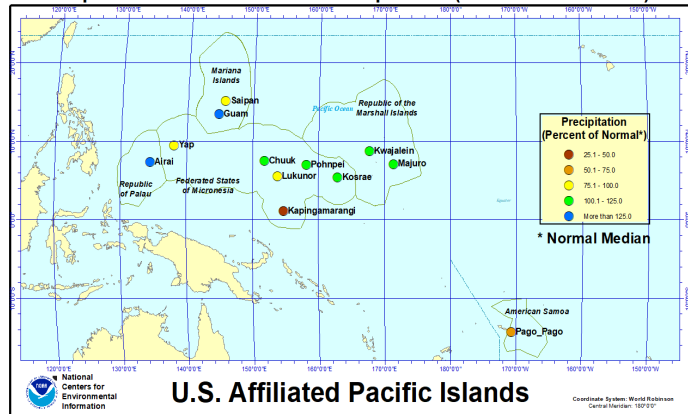 120°0'0"E 130°0'0"E 140°0'0"E 150°0'0"E 160°0'0"E 170°0'0"E 170°0'0"W 160°0'0"W 150°0'0"W
Mariana
Islands
Saipan
Guam
Pacific Ocean
Republic of the
Marshall Islands
Yap
Airai
Chuuk
Pohnpei
Kwajalein
Majuro
Lukunor
Kosrae
Republic
of Palau
Federated States
of Micronesia
Kapingamarangi
Equator
Precipitation
(Percent of Normal*)
25.1 - 50.0
50.1 - 75.0
75.1 - 100.0
100.1 - 125.0
More than 125.0
* Normal Median
American Samoa
Pago_Pago
120°0'0"E 130°0'0"E 140°0'0"E 150°0'0"E 160°0'0"E 170°0'0"E 170°0'0"W 160°0'0"W 150°0'0"W
noaa
National
Centers for
Environmental
Information
U.S. Affiliated Pacific Islands
Coordinate System: World Robinson
Central Meridian: 180°0'0"